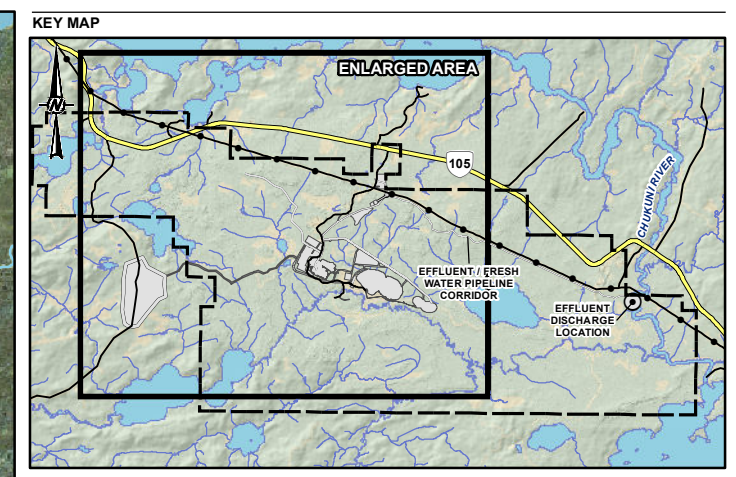 KEY MAP
ENLARGED AREA
N
105
CHUKUNI RIVER
EFFLUENT / FRESH
WATER PIPELINE
CORRIDOR
EFFLUENT
DISCHARGE
LOCATION